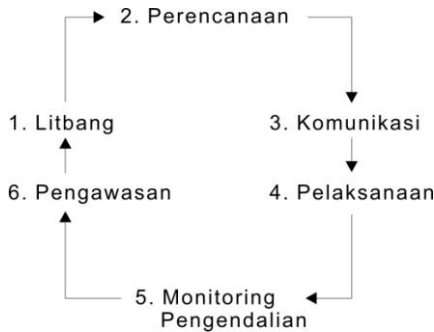 2. Perencanaan
1. Litbang
3. Komunikasi
6. Pengawasan
4. Pelaksanaan
5. Monitoring
Pengendalian